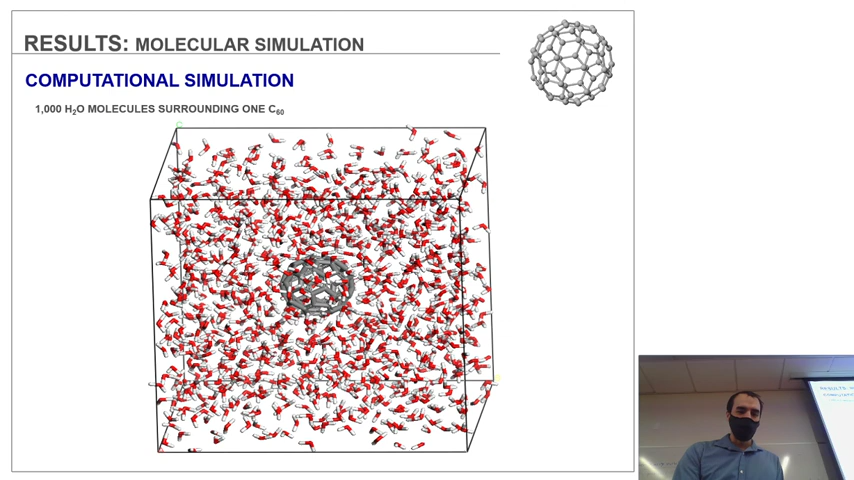 RESULTS: MOLECULAR SIMULATION
COMPUTATIONAL SIMULATION
1,000 H₂O MOLECULES SURROUNDING ONE C₆₀